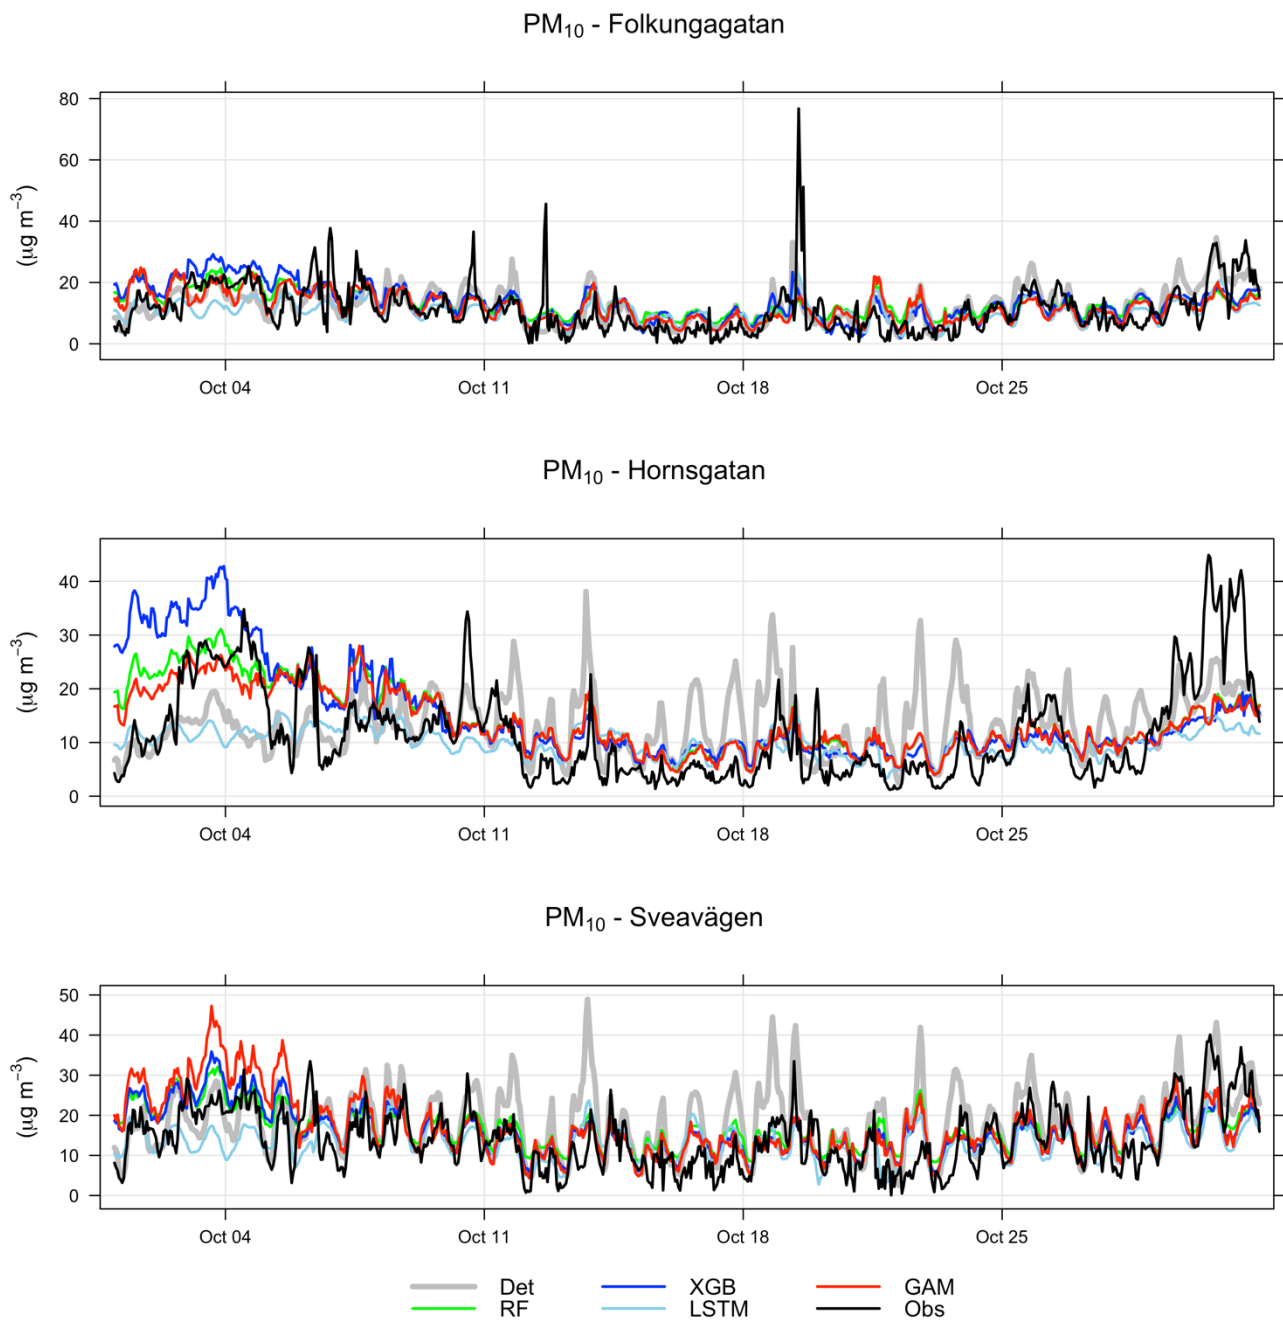 PM₁₀ - Folkungagatan
80
60
40
20
0
(µg m⁻³)
Oct 04 Oct 11 Oct 18 Oct 25
PM₁₀ - Hornsgatan
40
30
20
10
0
(µg m⁻³)
Oct 04 Oct 11 Oct 18 Oct 25
PM₁₀ - Sveavägen
50
40
30
20
10
0
(µg m⁻³)
Oct 04 Oct 11 Oct 18 Oct 25
Det XGB GAM
RF LSTM Obs